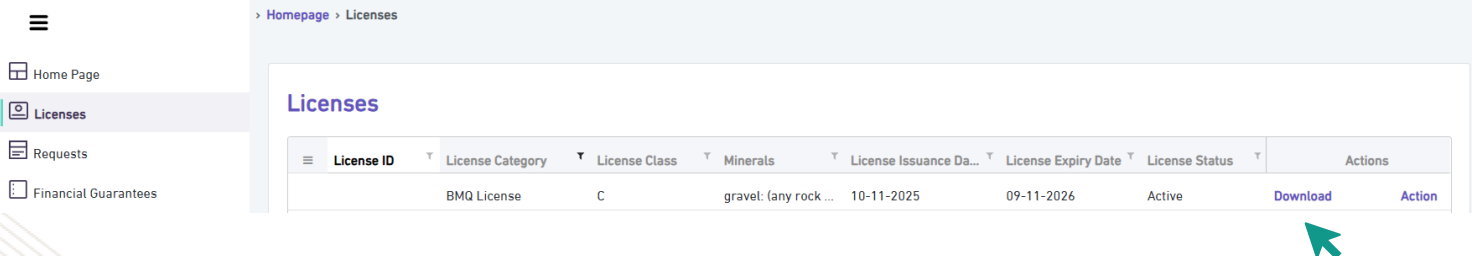 › Homepage › Licenses
Home Page
Licenses
Requests
Financial Guarantees
Licenses
License ID License Category License Class Minerals License Issuance Da... License Expiry Date License Status Actions
BMQ License C gravel: (any rock ... 10-11-2025 09-11-2026 Active Download Action